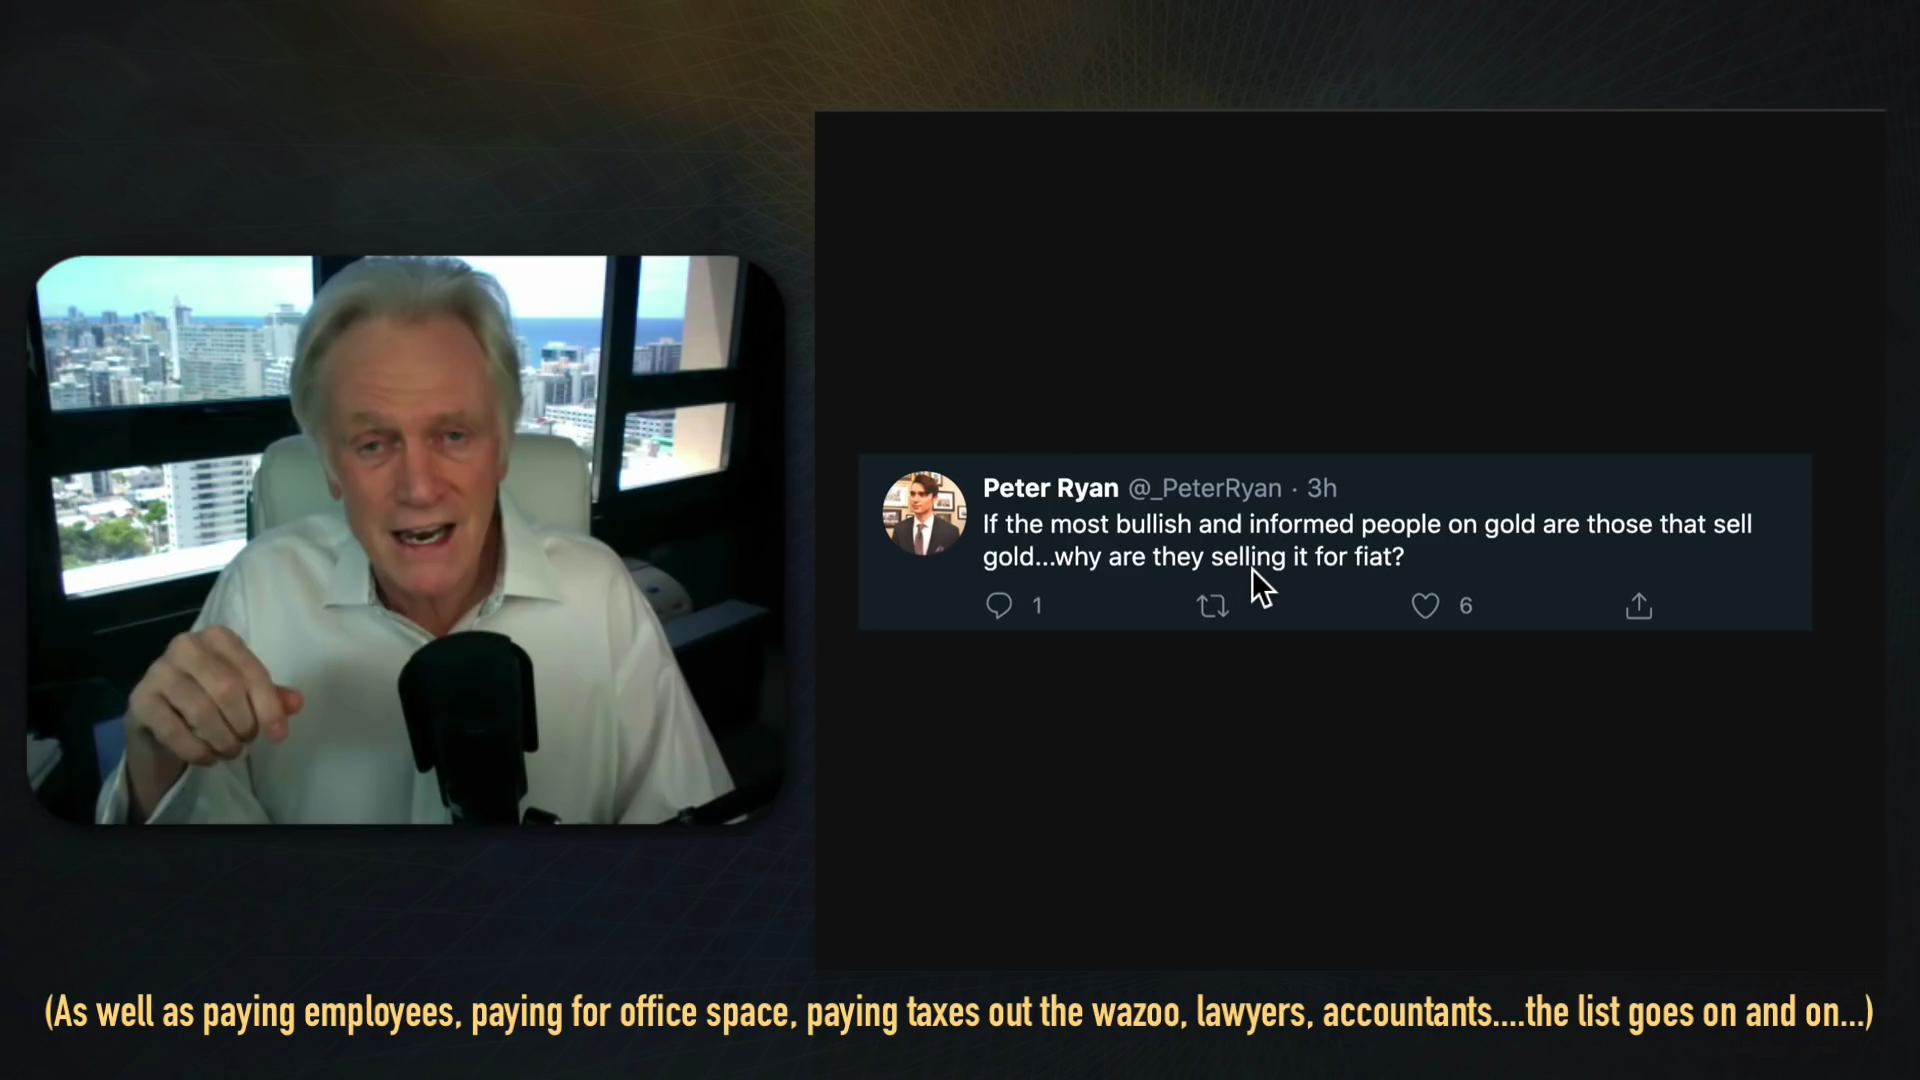 Peter Ryan @_PeterRyan · 3h
If the most bullish and informed people on gold are those that sell
gold...why are they selling it for fiat?
1 6
(As well as paying employees, paying for office space, paying taxes out the wazoo, lawyers, accountants....the list goes on and on...)